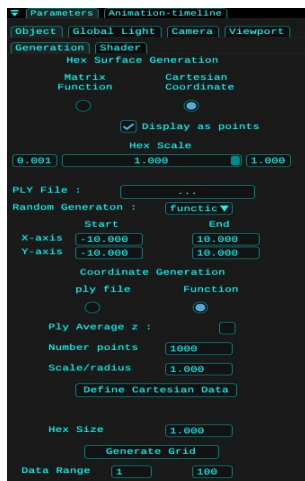 Parameters Animation-timeline
Object Global Light Camera Viewport
Generation Shader
Hex Surface Generation
Matrix Function Cartesian Coordinate
Display as points
Hex Scale
0.001 1.000 1.000
PLY File : ...
Random Generaton : functic
Start End
X-axis -10.000 10.000
Y-axis -10.000 10.000
Coordinate Generation
ply file Function
Ply Average z :
Number points 1000
Scale/radius 1.000
Define Cartesian Data
Hex Size 1.000
Generate Grid
Data Range 1 100